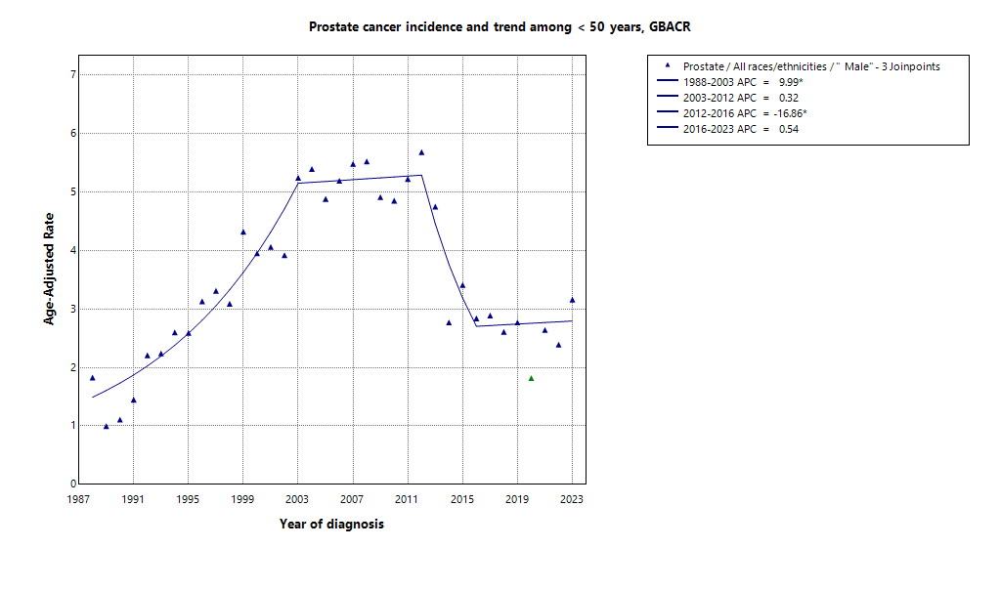 Prostate cancer incidence and trend among < 50 years, GBACR
Prostate / All races/ethnicities / " Male" - 3 Joinpoints
1988-2003 APC = 9.99*
2003-2012 APC = 0.32
2012-2016 APC = -16.86*
2016-2023 APC = 0.54
Age-Adjusted Rate
7
6
5
4
3
2
1
0
1987 1991 1995 1999 2003 2007 2011 2015 2019 2023
Year of diagnosis